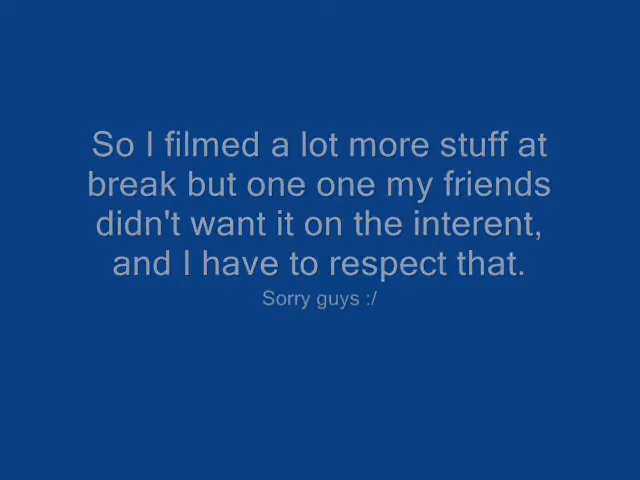 So I filmed a lot more stuff at
break but one one my friends
didn't want it on the interent,
and I have to respect that.
Sorry guys :/